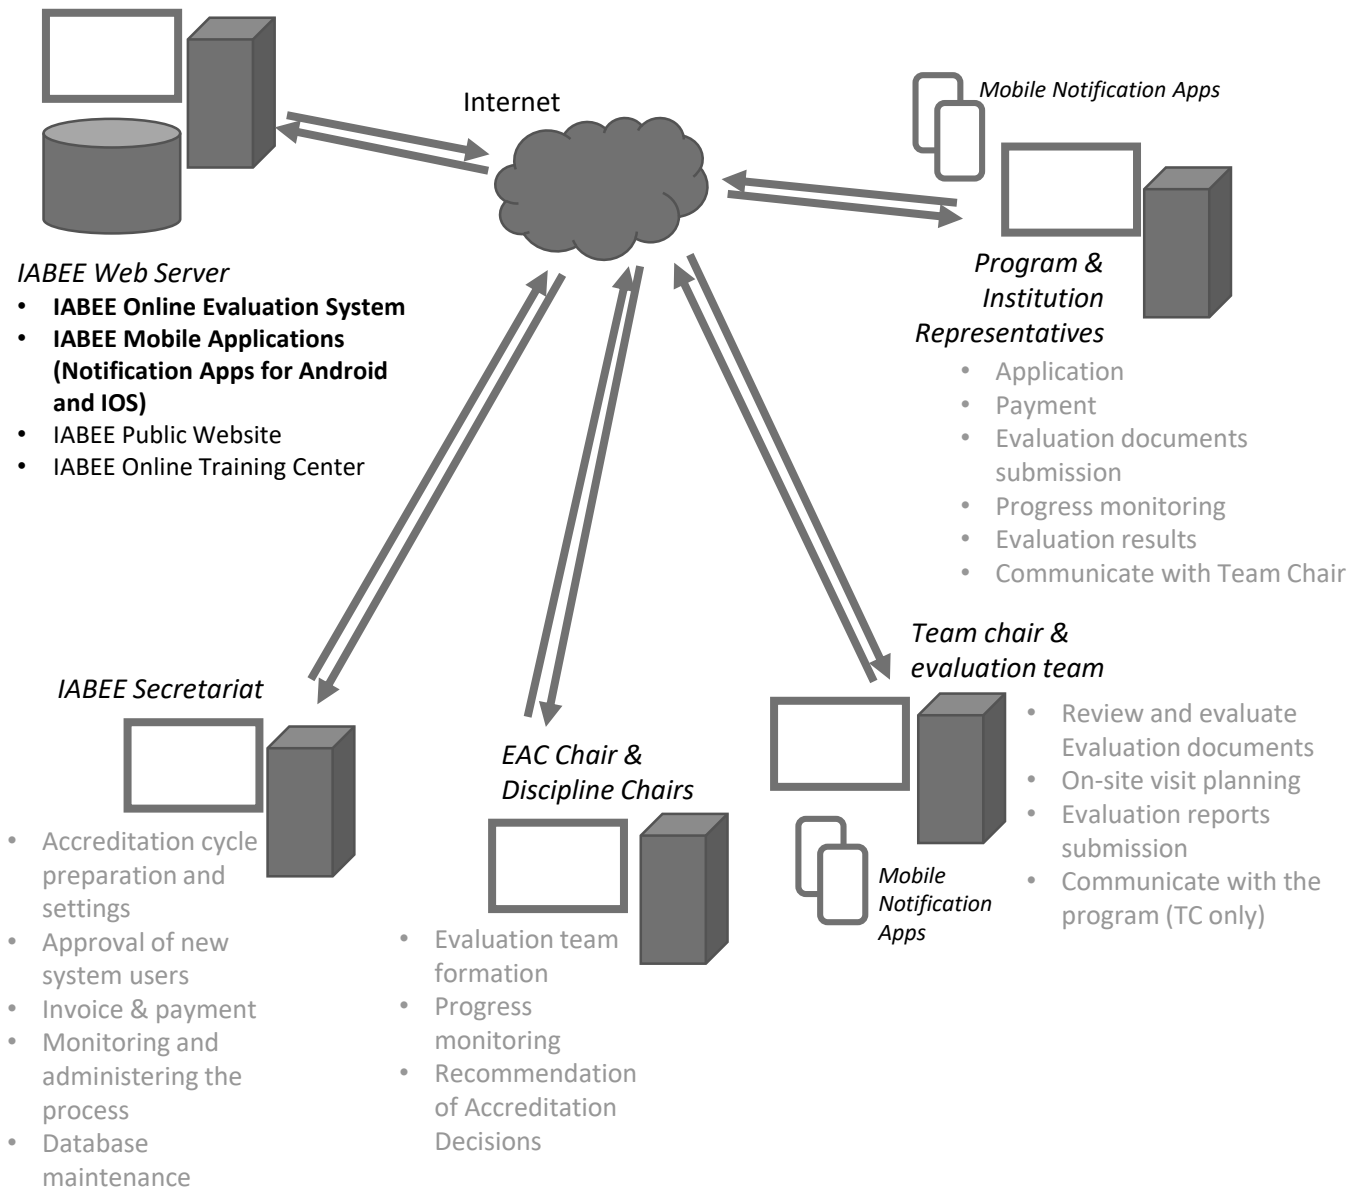 Internet
Mobile Notification Apps
IABEE Web Server
• IABEE Online Evaluation System
• IABEE Mobile Applications
(Notification Apps for Android
and IOS)
• IABEE Public Website
• IABEE Online Training Center
Program &
Institution
Representatives
• Application
• Payment
• Evaluation documents
submission
• Progress monitoring
• Evaluation results
• Communicate with Team Chair
IABEE Secretariat
• Accreditation cycle
preparation and
settings
• Approval of new
system users
• Invoice & payment
• Monitoring and
administering the
process
• Database
maintenance
EAC Chair &
Discipline Chairs
• Evaluation team
formation
• Progress
monitoring
• Recommendation
of Accreditation
Decisions
Team chair &
evaluation team
• Review and evaluate
Evaluation documents
• On-site visit planning
• Evaluation reports
submission
• Communicate with the
program (TC only)
Mobile
Notification
Apps